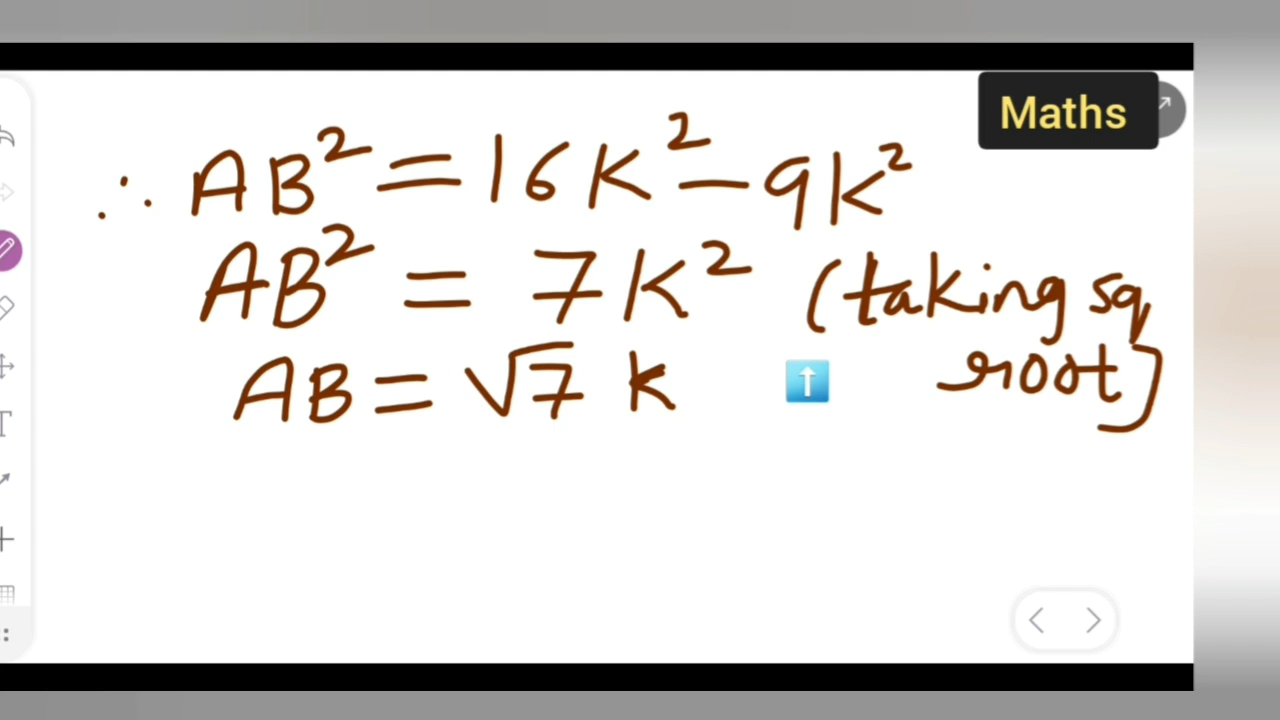 Maths
∴ AB² = 16K² − 9K²
AB² = 7K² (taking sq
root)
AB = √7 k